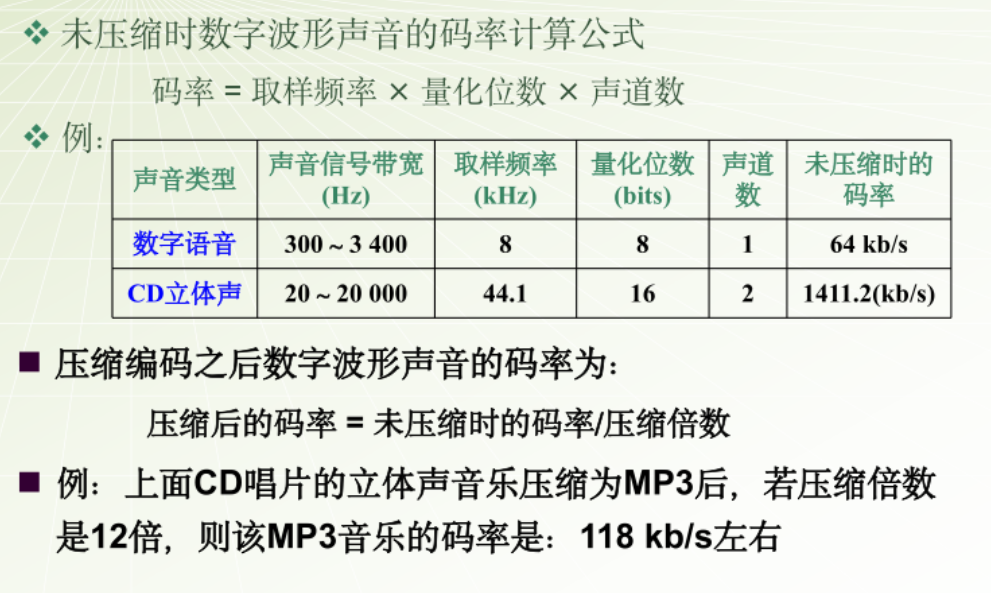 ❖ 未压缩时数字波形声音的码率计算公式
码率 = 取样频率 × 量化位数 × 声道数
❖ 例:
声音类型 声音信号带宽(Hz) 取样频率(kHz) 量化位数(bits) 声道数 未压缩时的码率
数字语音 300 ~ 3 400 8 8 1 64 kb/s
CD立体声 20 ~ 20 000 44.1 16 2 1411.2(kb/s)
■ 压缩编码之后数字波形声音的码率为:
压缩后的码率 = 未压缩时的码率/压缩倍数
■ 例: 上面CD唱片的立体声音乐压缩为MP3后,若压缩倍数
是12倍,则该MP3音乐的码率是: 118 kb/s左右